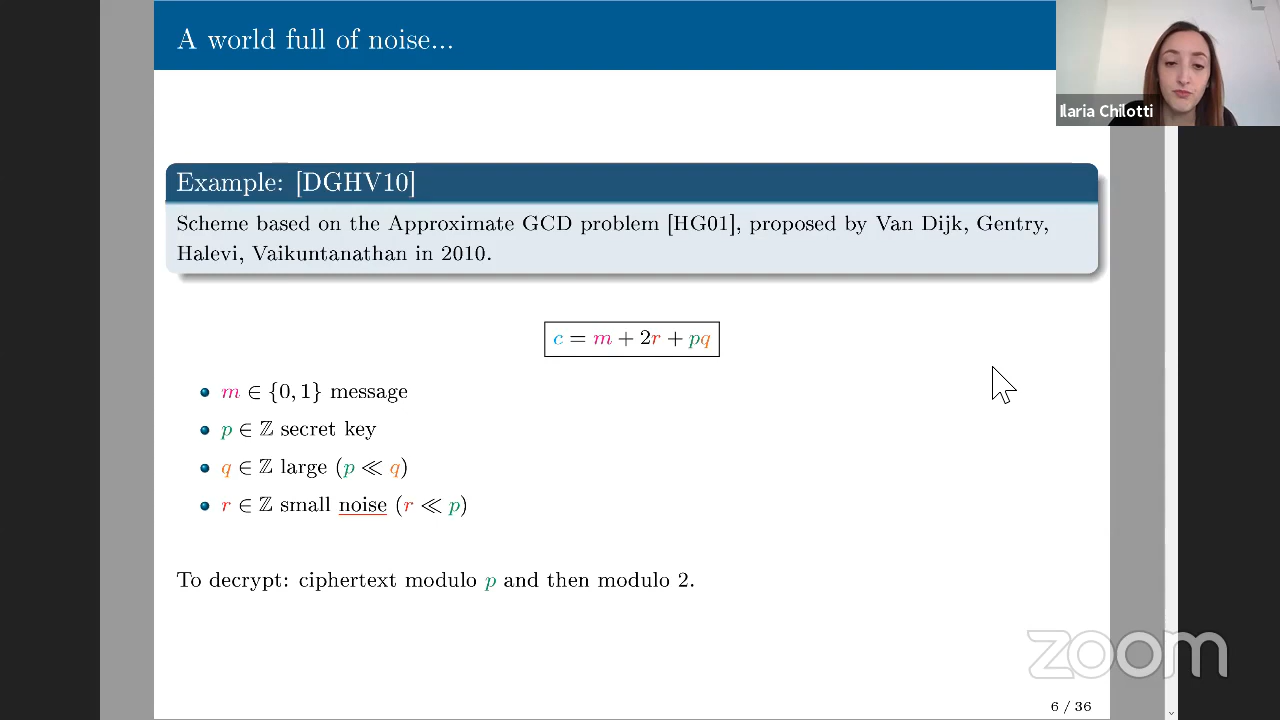 A world full of noise...
Ilaria Chilotti
Example: [DGHV10]
Scheme based on the Approximate GCD problem [HG01], proposed by Van Dijk, Gentry,
Halevi, Vaikuntanathan in 2010.
c = m + 2r + pq
m ∈ {0, 1} message
p ∈ ℤ secret key
q ∈ ℤ large (p ≪ q)
r ∈ ℤ small noise (r ≪ p)
To decrypt: ciphertext modulo p and then modulo 2.
zoom
6 / 36